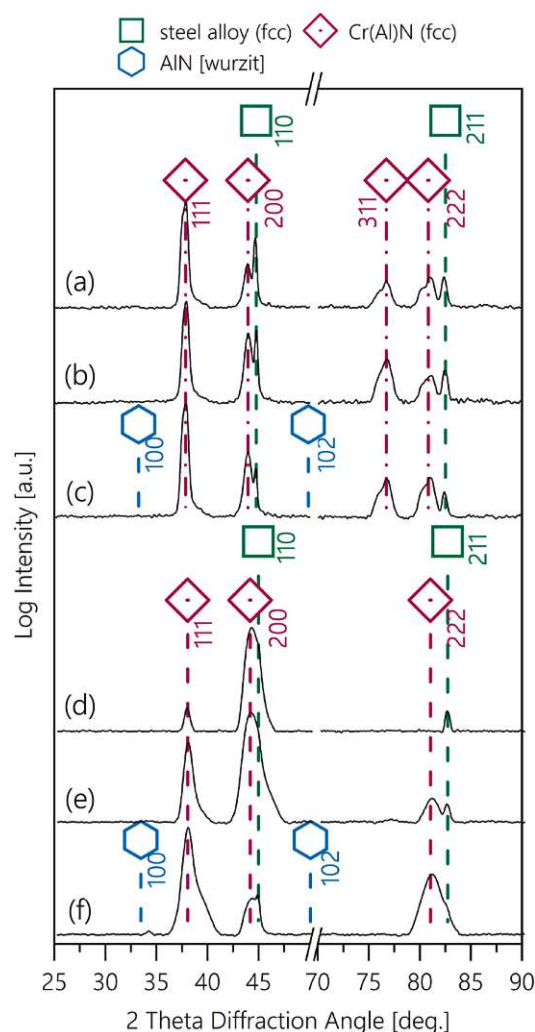 steel alloy (fcc) Cr(Al)N (fcc)
AlN [wurzit]
110
211
111
200
311
222
(a)
(b)
100
102
(c)
110
211
111
200
222
(d)
(e)
100
102
(f)
Log Intensity [a.u.]
25 30 35 40 45 70 75 80 85 90
2 Theta Diffraction Angle [deg.]